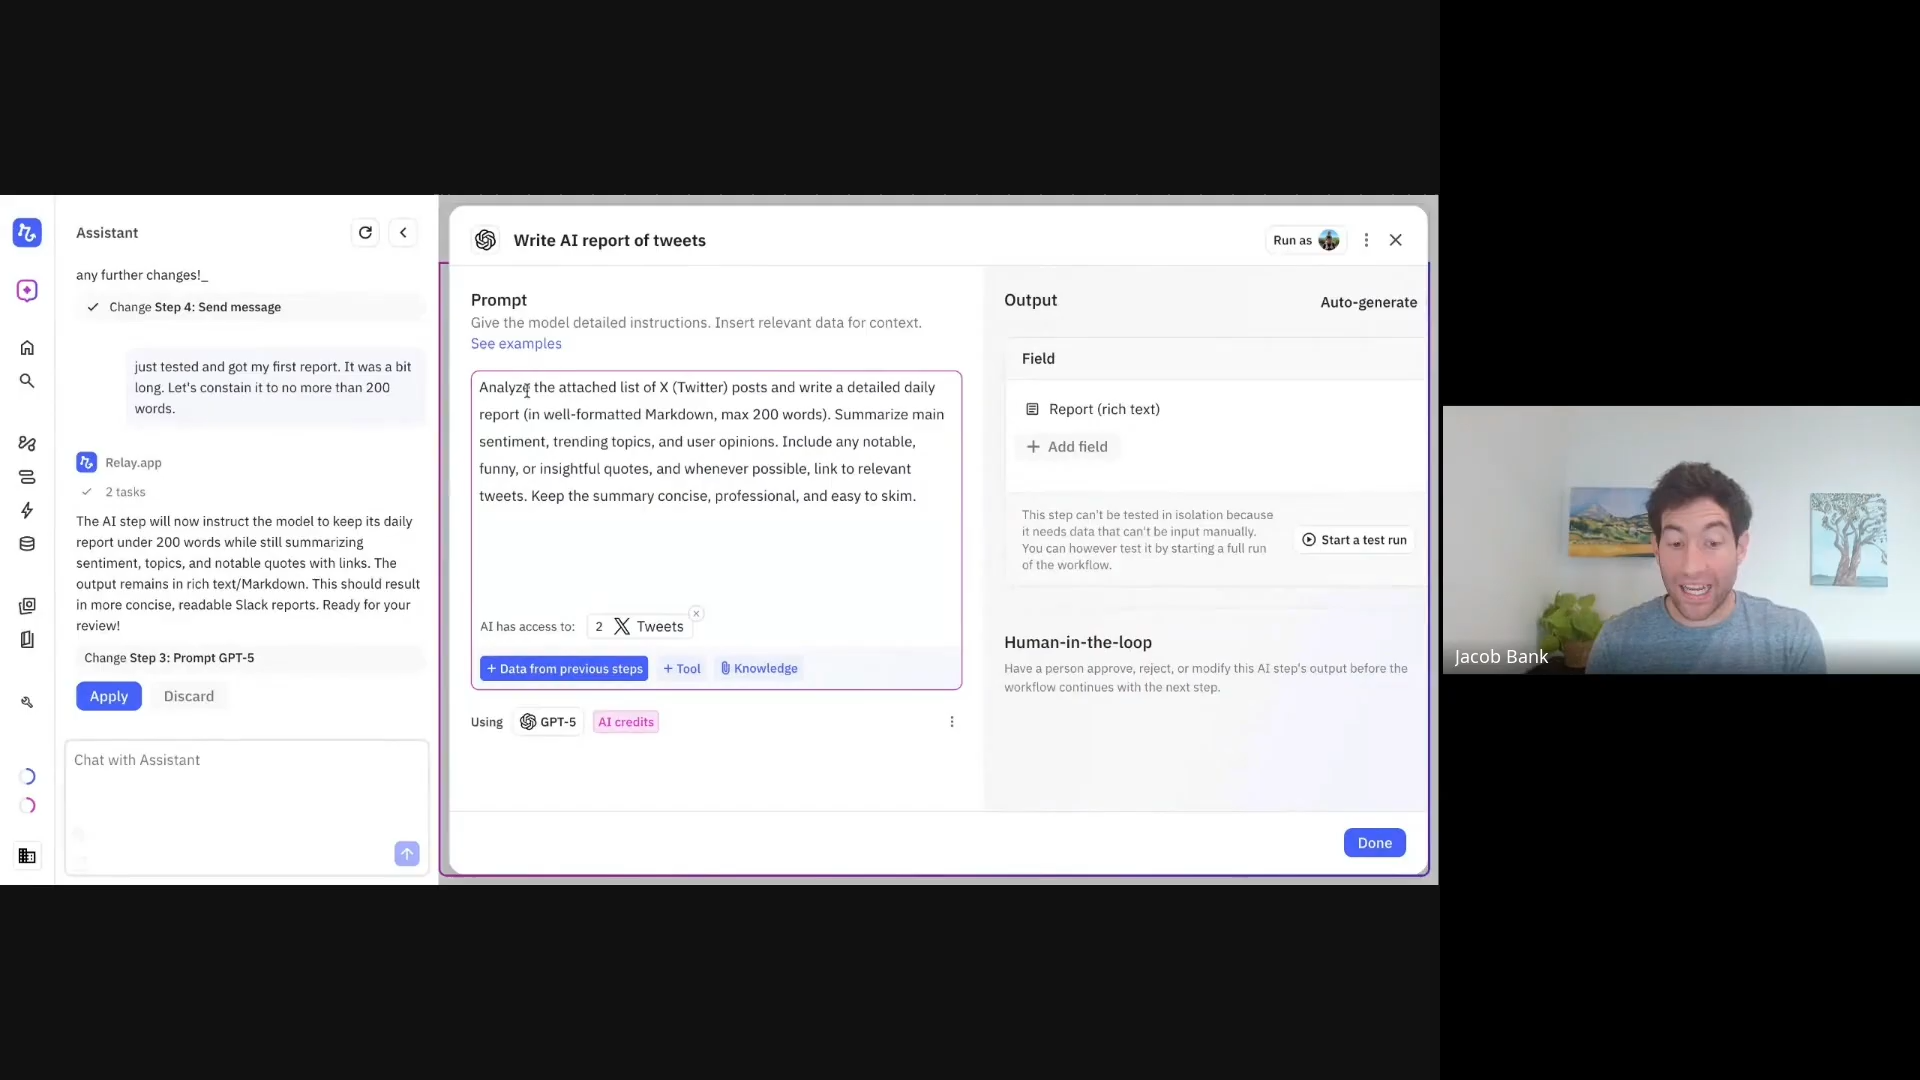 Assistant
any further changes!_
Change Step 4: Send message
just tested and got my first report. It was a bit
long. Let's constain it to no more than 200
words.
Relay.app
2 tasks
The AI step will now instruct the model to keep its daily
report under 200 words while still summarizing
sentiment, topics, and notable quotes with links. The
output remains in rich text/Markdown. This should result
in more concise, readable Slack reports. Ready for your
review!
Change Step 3: Prompt GPT-5
Apply
Discard
Chat with Assistant
Write AI report of tweets
Run as
Prompt
Give the model detailed instructions. Insert relevant data for context.
See examples
Analyze the attached list of X (Twitter) posts and write a detailed daily
report (in well-formatted Markdown, max 200 words). Summarize main
sentiment, trending topics, and user opinions. Include any notable,
funny, or insightful quotes, and whenever possible, link to relevant
tweets. Keep the summary concise, professional, and easy to skim.
AI has access to: 2 Tweets
+ Data from previous steps + Tool Knowledge
Using GPT-5 AI credits
Output
Auto-generate
Field
Report (rich text)
+ Add field
This step can't be tested in isolation because
it needs data that can't be input manually.
You can however test it by starting a full run
of the workflow.
Start a test run
Human-in-the-loop
Have a person approve, reject, or modify this AI step's output before the
workflow continues with the next step.
Done
Jacob Bank